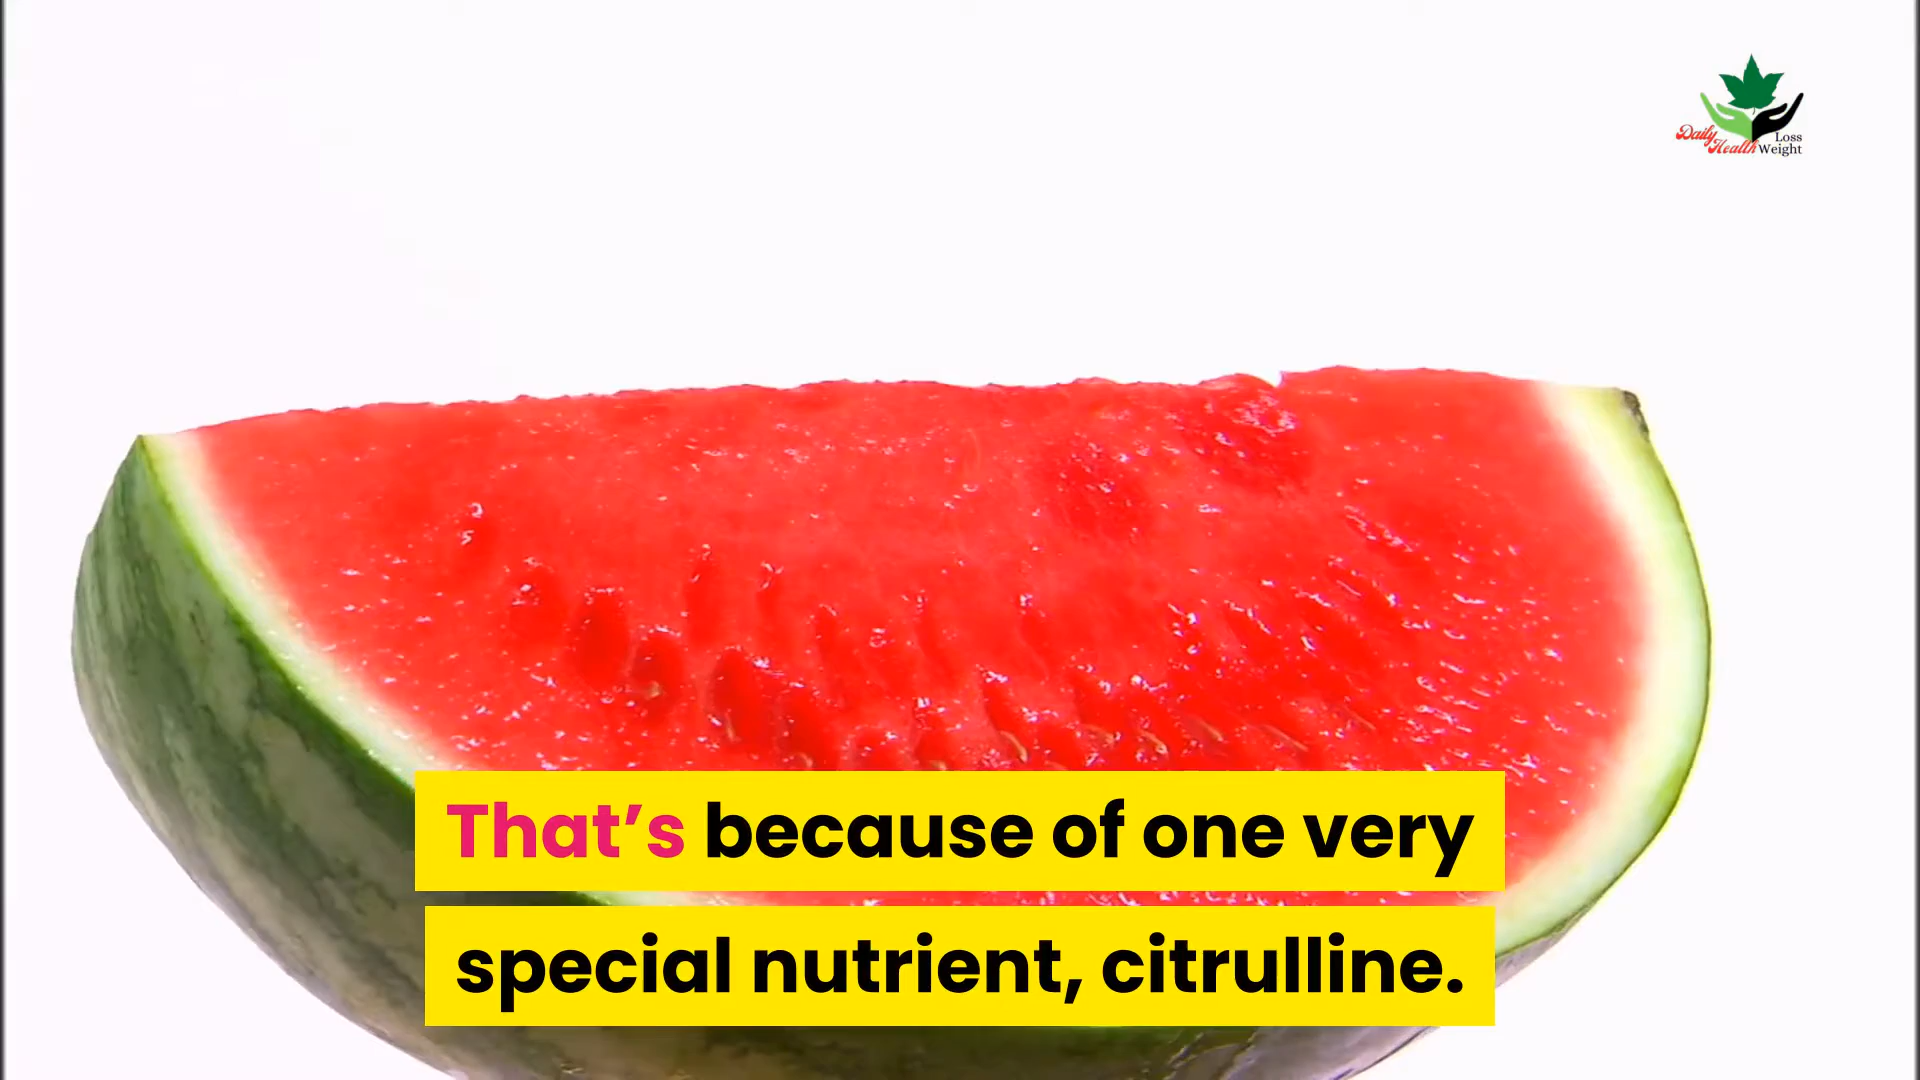 Daily Loss
Health Weight
That’s because of one very
special nutrient, citrulline.